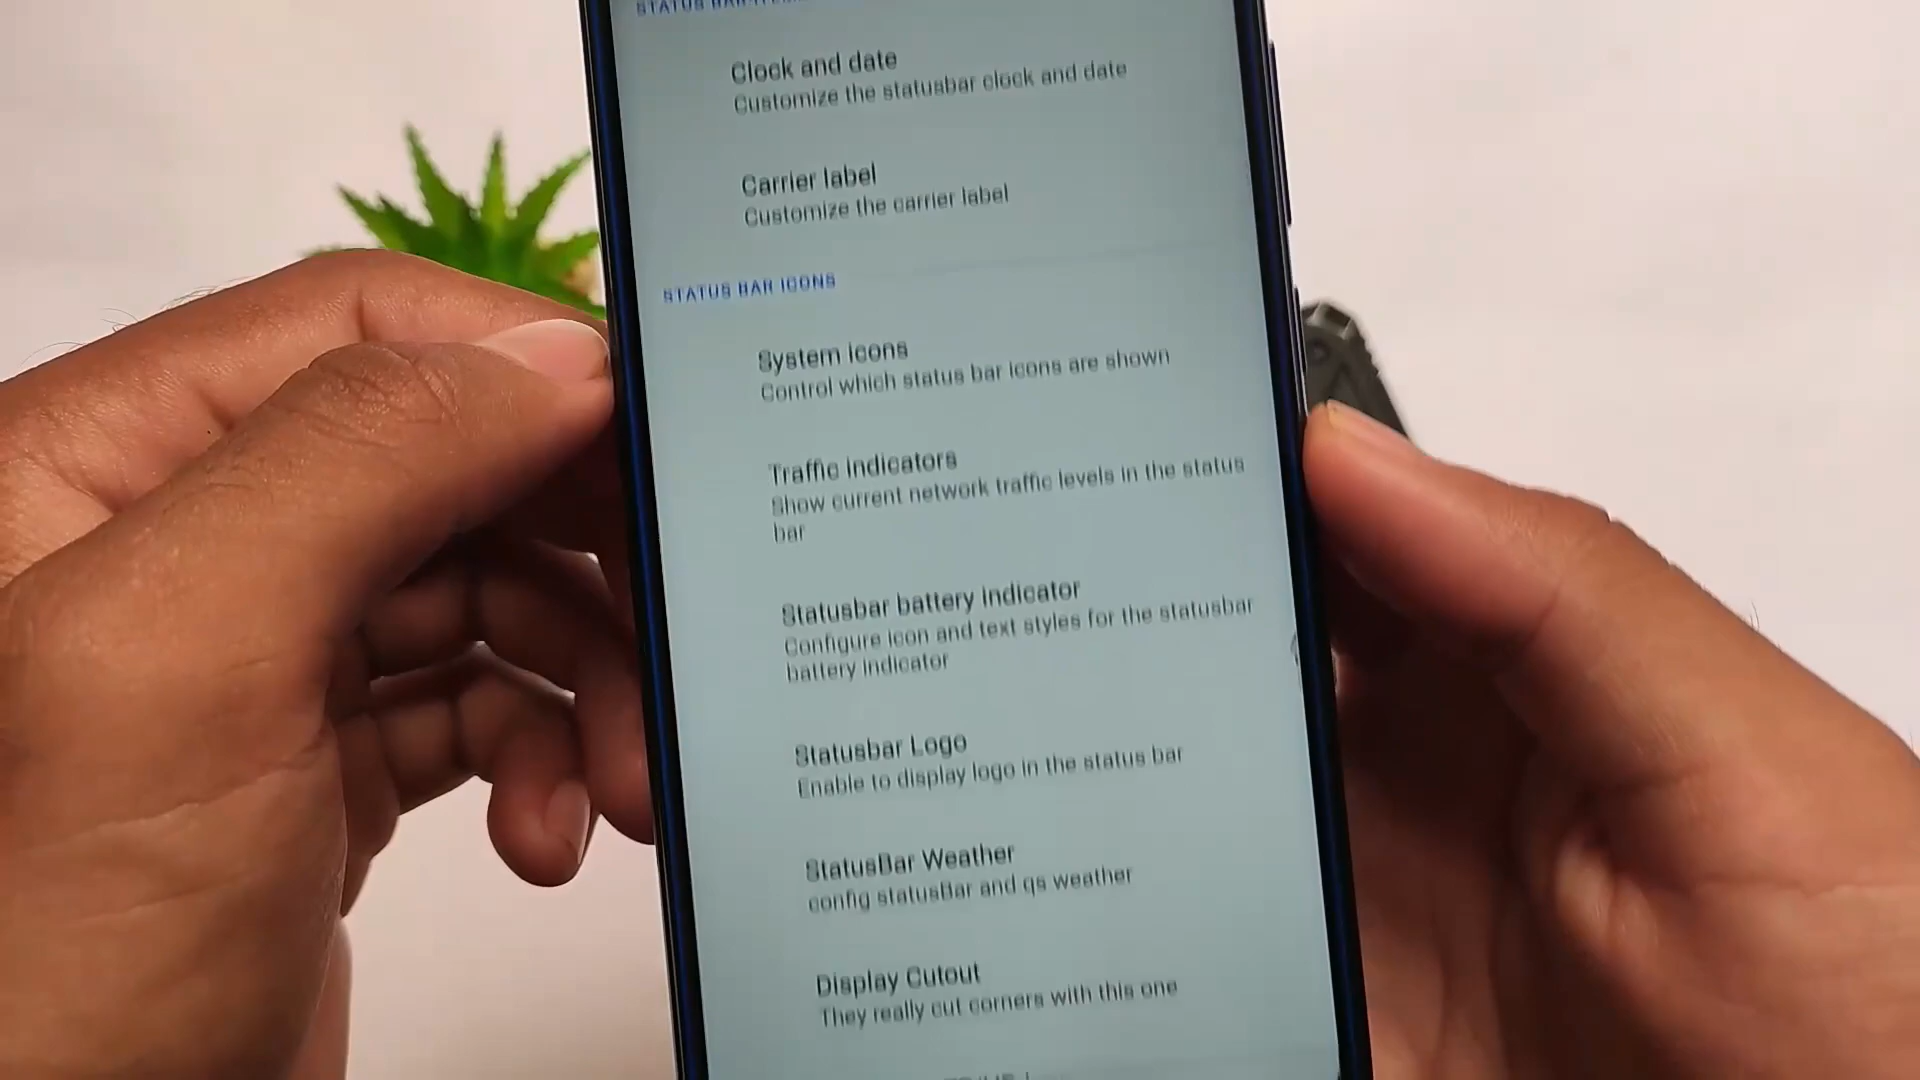 STATUS BAR
Clock and date
Customize the statusbar clock and date
Carrier label
Customize the carrier label
STATUS BAR ICONS
System icons
Control which status bar icons are shown
Traffic indicators
Show current network traffic levels in the status
bar
Statusbar battery indicator
Configure icon and text styles for the statusbar
battery indicator
Statusbar Logo
Enable to display logo in the status bar
StatusBar Weather
config statusBar and qs weather
Display Cutout
They really cut corners with this one